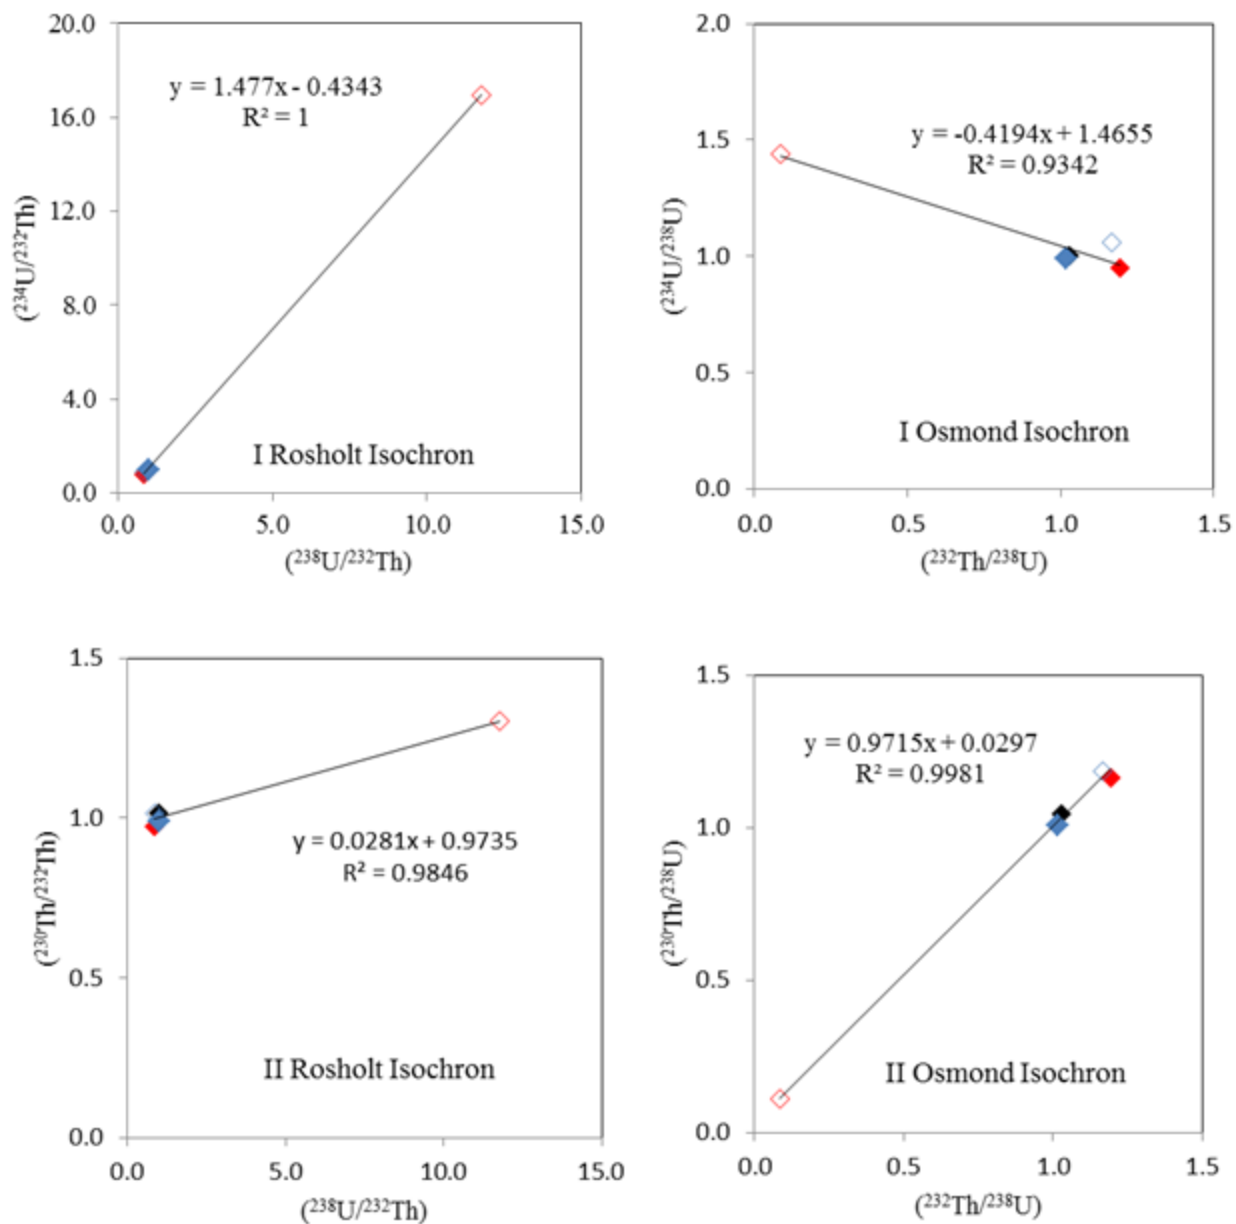 20.0
16.0
12.0
8.0
4.0
0.0
(²³⁴U/²³²Th)
y = 1.477x - 0.4343
R² = 1
I Rosholt Isochron
0.0 5.0 10.0 15.0
(²³⁸U/²³²Th)
2.0
1.5
1.0
0.5
0.0
(²³⁴U/²³⁸U)
y = -0.4194x + 1.4655
R² = 0.9342
I Osmond Isochron
0.0 0.5 1.0 1.5
(²³²Th/²³⁸U)
1.5
1.0
0.5
0.0
(²³⁰Th/²³²Th)
y = 0.0281x + 0.9735
R² = 0.9846
II Rosholt Isochron
0.0 5.0 10.0 15.0
(²³⁸U/²³²Th)
1.5
1.0
0.5
0.0
(²³⁰Th/²³⁸U)
y = 0.9715x + 0.0297
R² = 0.9981
II Osmond Isochron
0.0 0.5 1.0 1.5
(²³²Th/²³⁸U)